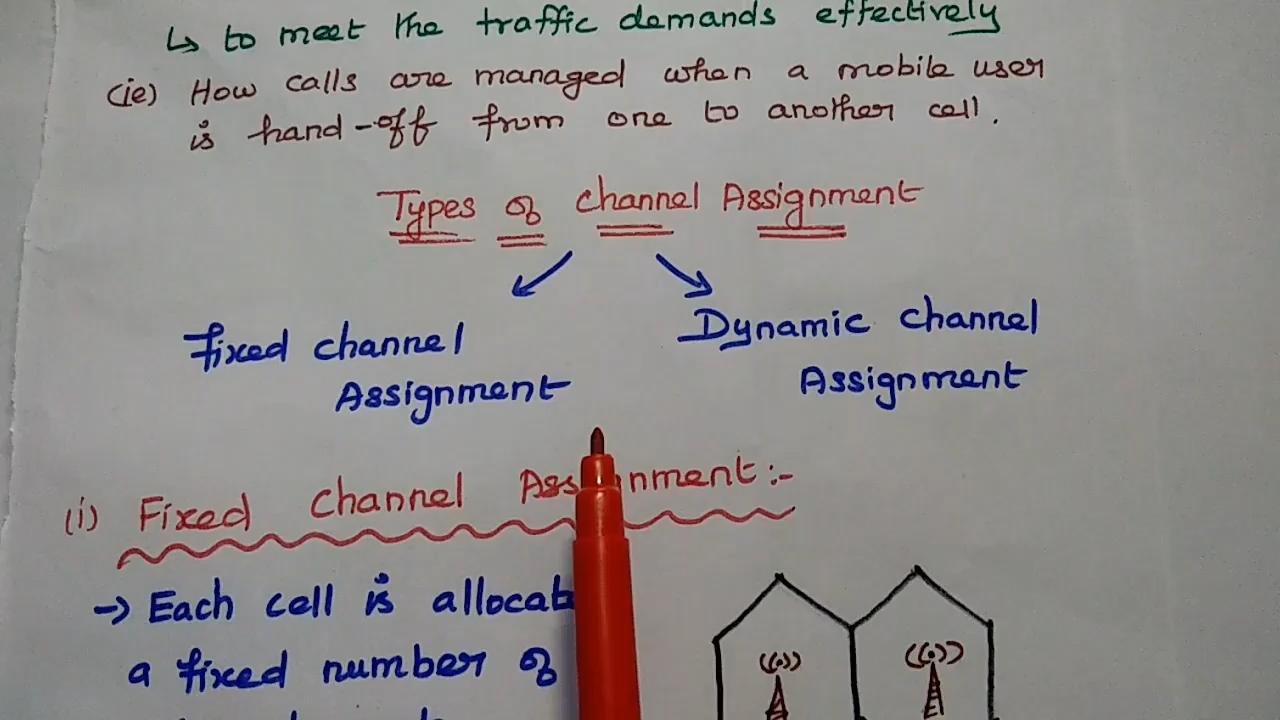 ↳ to meet the traffic demands effectively
(ie) How calls are managed when a mobile user
is hand-off from one to another cell.
Types of channel Assignment
Fixed channel
Assignment
Dynamic channel
Assignment
(i) Fixed channel Ass nment:-
→ Each cell is allocat
a fixed number of